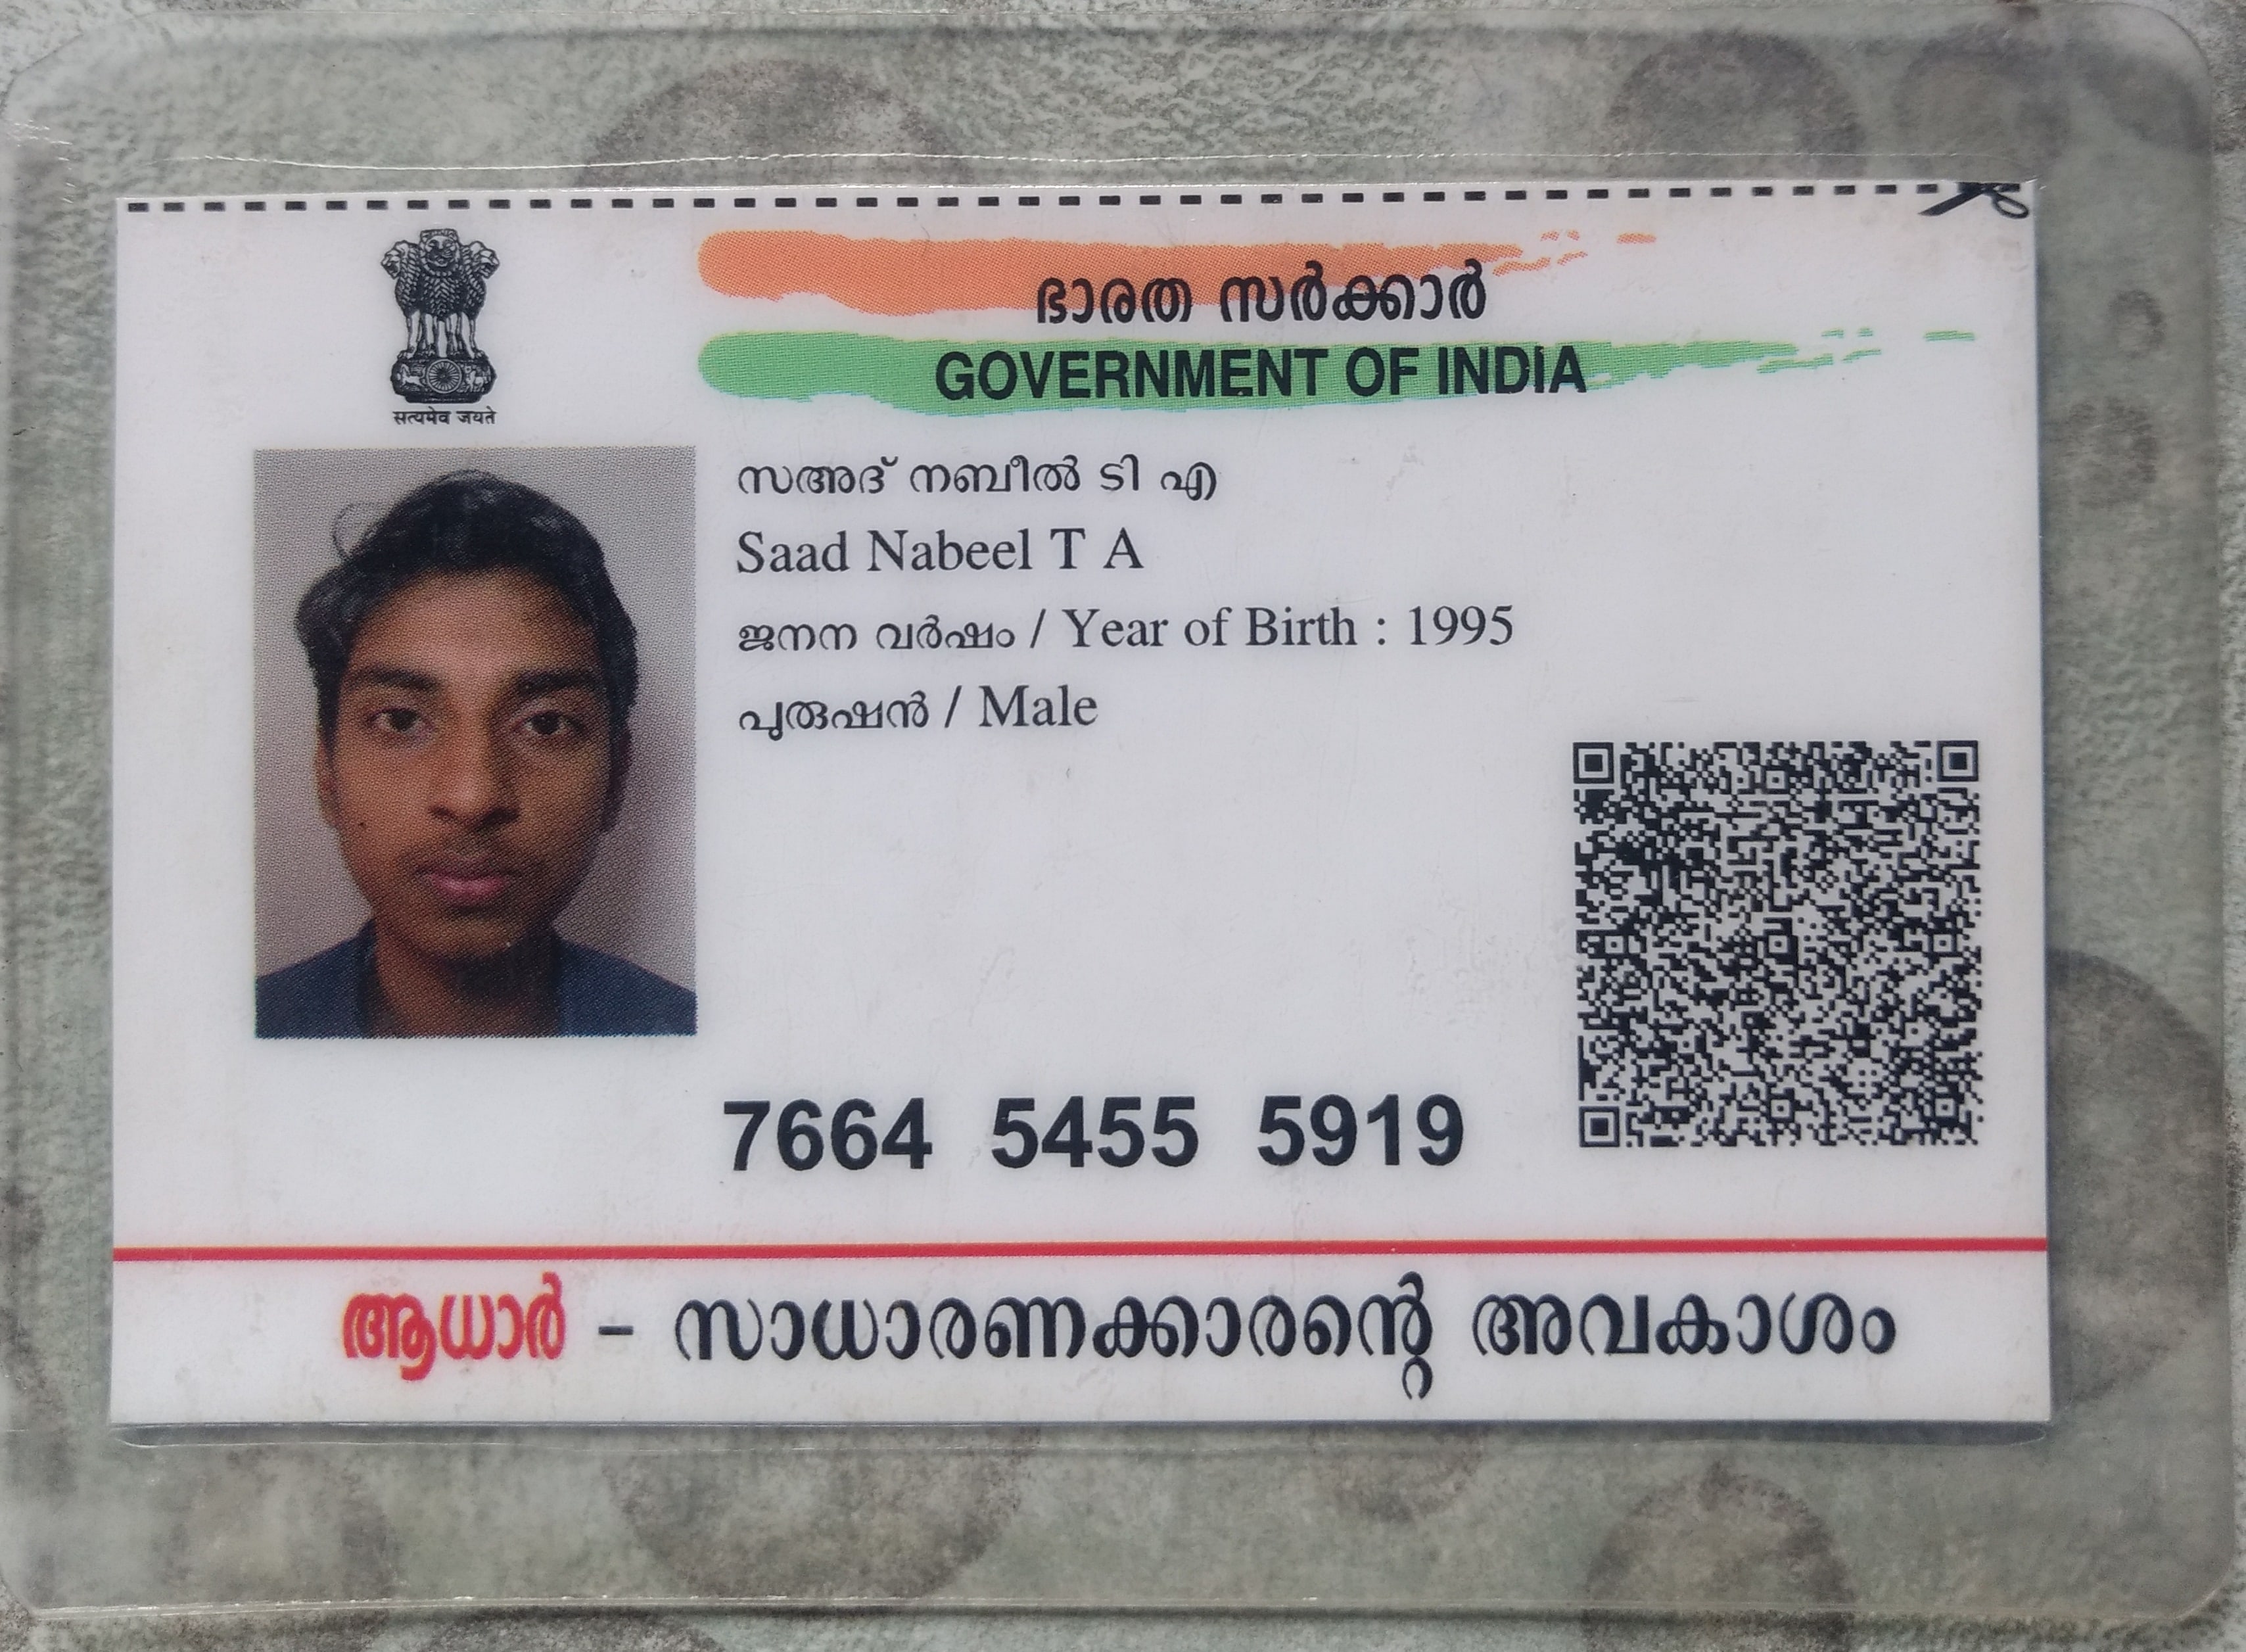 ഭാരത സർക്കാർ
GOVERNMENT OF INDIA
सत्यमेव जयते
സഅദ് നബീൽ ടി എ
Saad Nabeel T A
ജനന വർഷം / Year of Birth : 1995
പുരുഷൻ / Male
7664 5455 5919
ആധാർ - സാധാരണക്കാരന്റെ അവകാശം